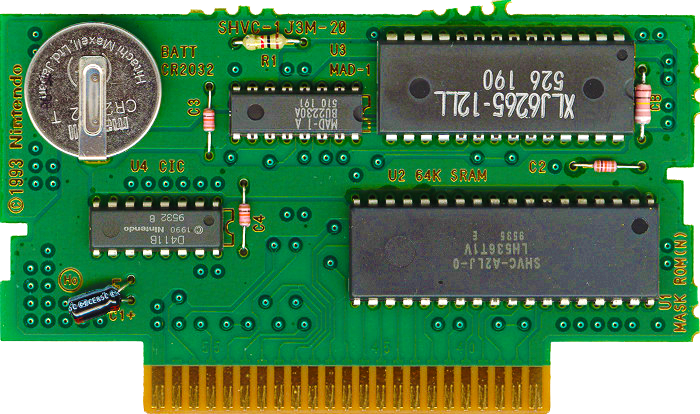 SHVC-1J3M-20
BATT
CR2032
Hitachi Maxell, Ltd. Japan
maxell
CR2032 T
R1
U3
MAD-1
XLJ6265-12LL
526 190
C3
MAD-1 A
BU2230A
510 191
C8
©1993 Nintendo
U4 CIC
C2
U2 64K SRAM
D411B
©1990 Nintendo
9532 B
C4
SHVC-A2LJ-0
LH536T1V
9535 E
U1
MASK ROM(N)
C1+